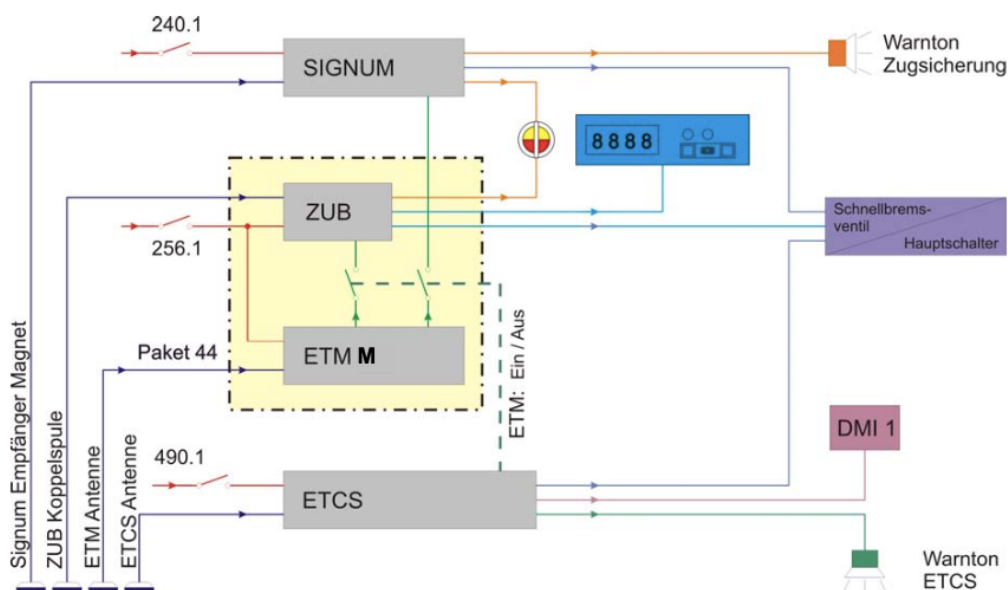 240.1
SIGNUM
Warnton
Zugsicherung
8888
ZUB
256.1
Schnellbrems-
ventil
Hauptschalter
ETM M
Paket 44
ETM: Ein / Aus
Signum Empfänger Magnet
ZUB Koppelspule
ETM Antenne
ETCS Antenne
490.1
ETCS
DMI 1
Warnton
ETCS